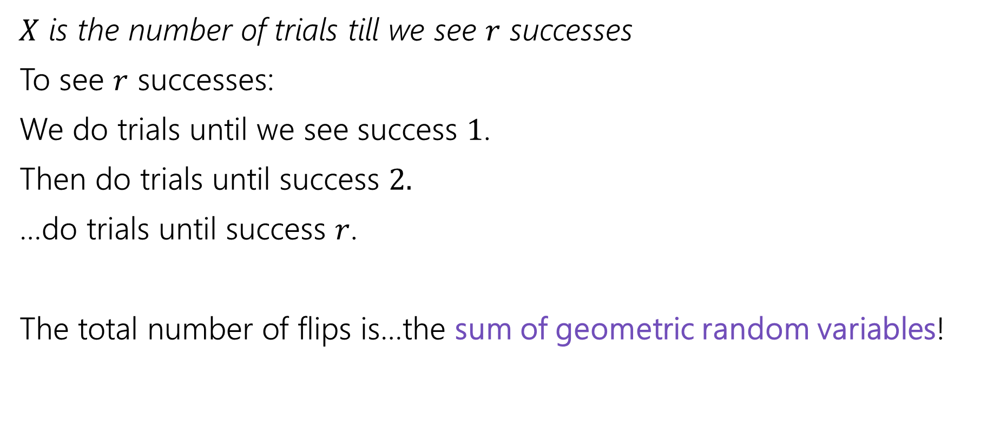 X is the number of trials till we see r successes
To see r successes:
We do trials until we see success 1.
Then do trials until success 2.
…do trials until success r.
The total number of flips is…the sum of geometric random variables!